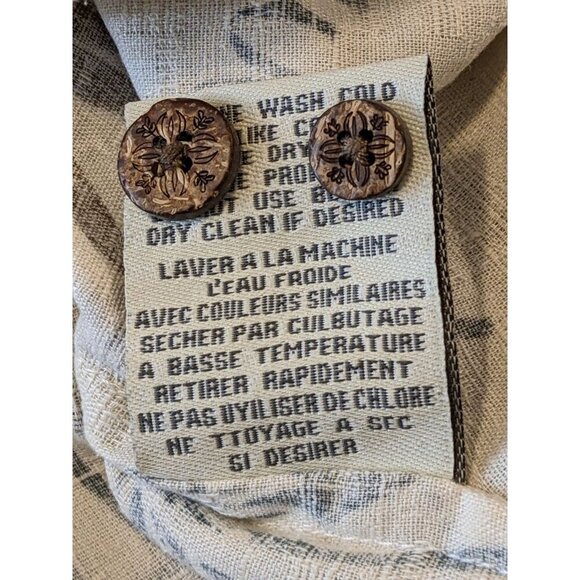 WASH COLD
LIKE
DRY
USE
DRY CLEAN IF DESIRED
LAVER A LA MACHINE
L'EAU FROIDE
AVEC COULEURS SIMILAIRES
SECHER PAR CULBUTAGE
A BASSE TEMPERATURE
RETIRER RAPIDEMENT
NE PAS UYILISER DE CHLORE
NE TTOYAGE A SEC
SI DESIRER